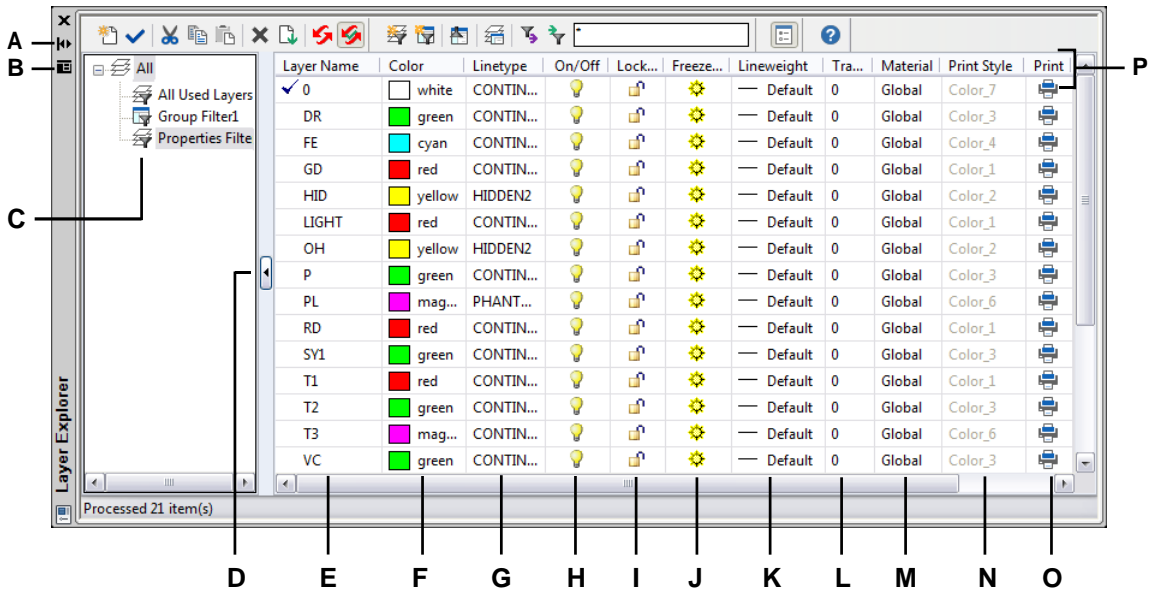 A
B
C
Layer Explorer
All
All Used Layers
Group Filter1
Properties Filte
*
Layer Name Color Linetype On/Off Lock... Freeze... Lineweight Tra... Material Print Style Print
P
0 white CONTIN... Default 0 Global Color_7
DR green CONTIN... Default 0 Global Color_3
FE cyan CONTIN... Default 0 Global Color_4
GD red CONTIN... Default 0 Global Color_1
HID yellow HIDDEN2 Default 0 Global Color_2
LIGHT red CONTIN... Default 0 Global Color_1
OH yellow HIDDEN2 Default 0 Global Color_2
P green CONTIN... Default 0 Global Color_3
PL mag... PHANT... Default 0 Global Color_6
RD red CONTIN... Default 0 Global Color_1
SY1 green CONTIN... Default 0 Global Color_3
T1 red CONTIN... Default 0 Global Color_1
T2 green CONTIN... Default 0 Global Color_3
T3 mag... CONTIN... Default 0 Global Color_6
VC green CONTIN... Default 0 Global Color_3
Processed 21 item(s)
D E F G H I J K L M N O